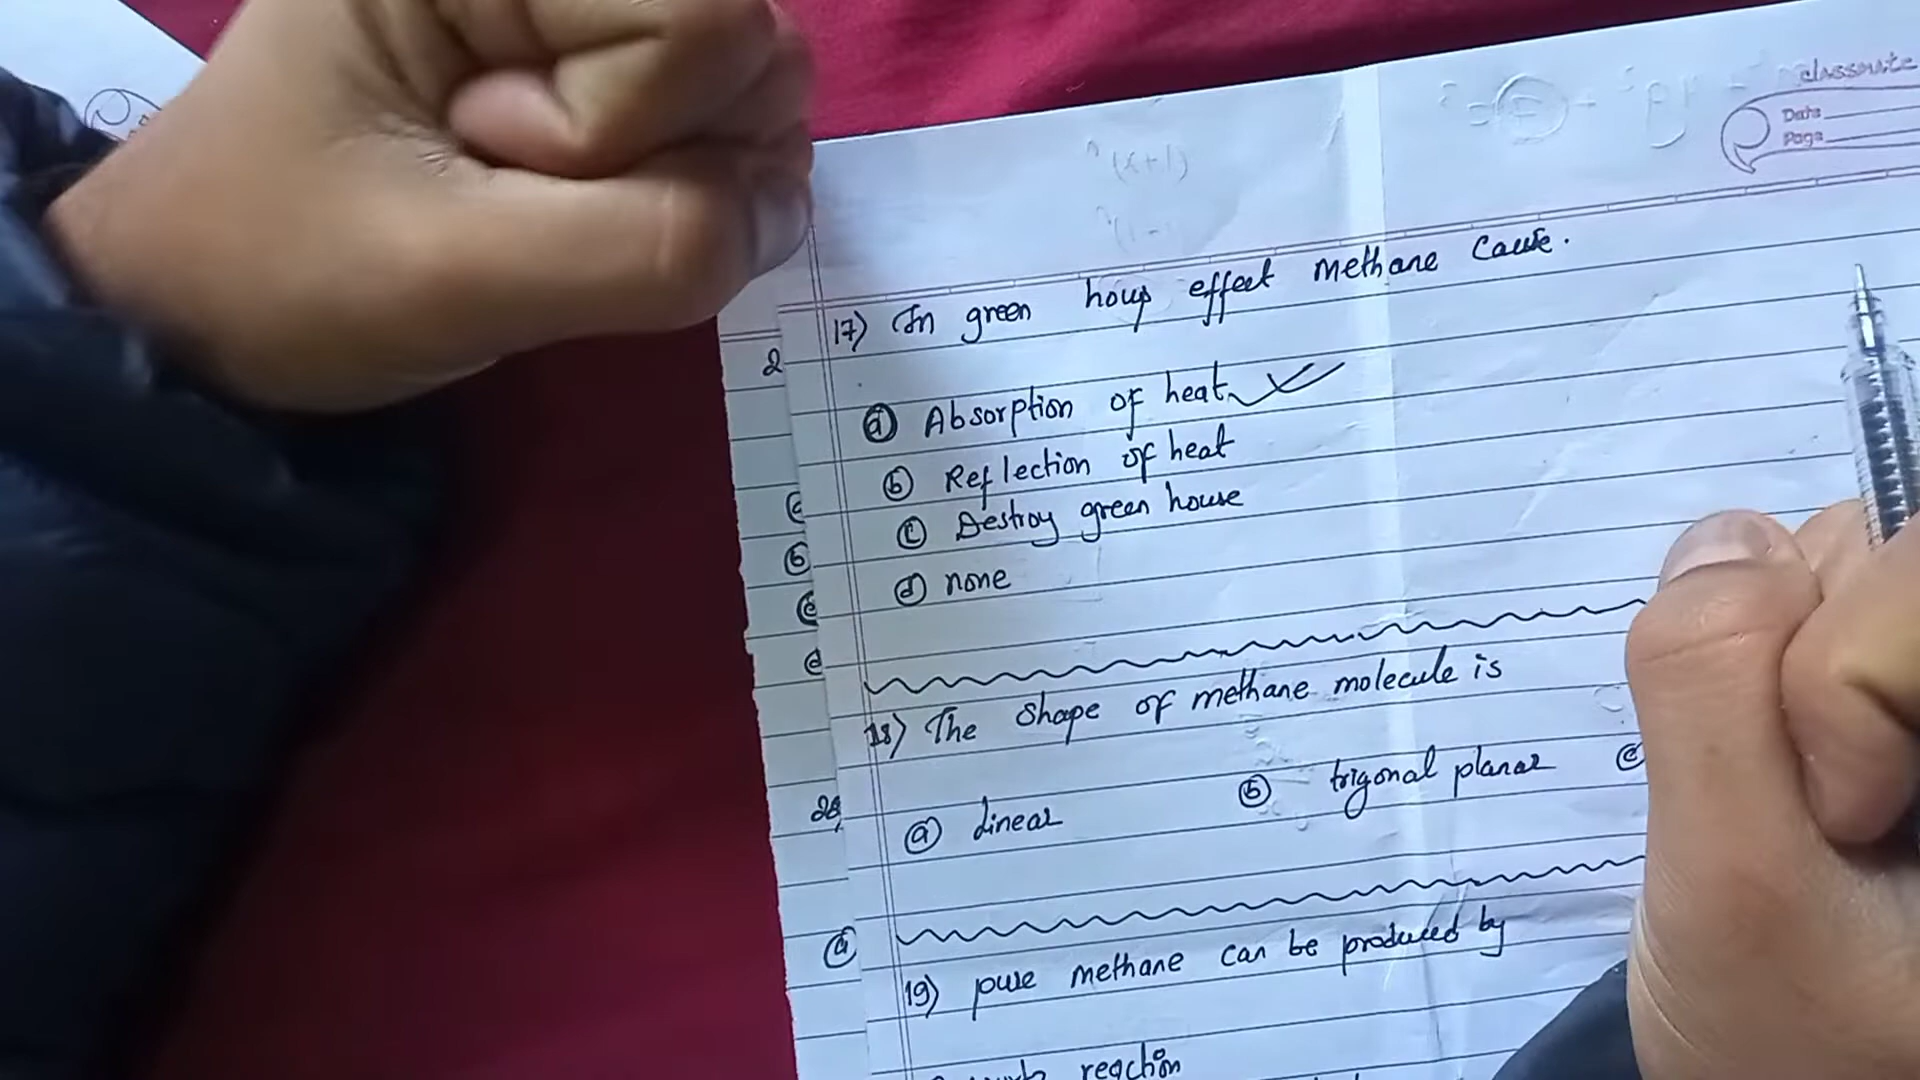 classmate
Date
Page
(x+1)
17) In green hous effect methane cause.
2
a Absorption of heat
b Reflection of heat
c Destroy green house
d none
b
c
d
18) The shape of methane molecule is
a Linear b trigonal planar c
a
19) pure methane can be produced by
reaction